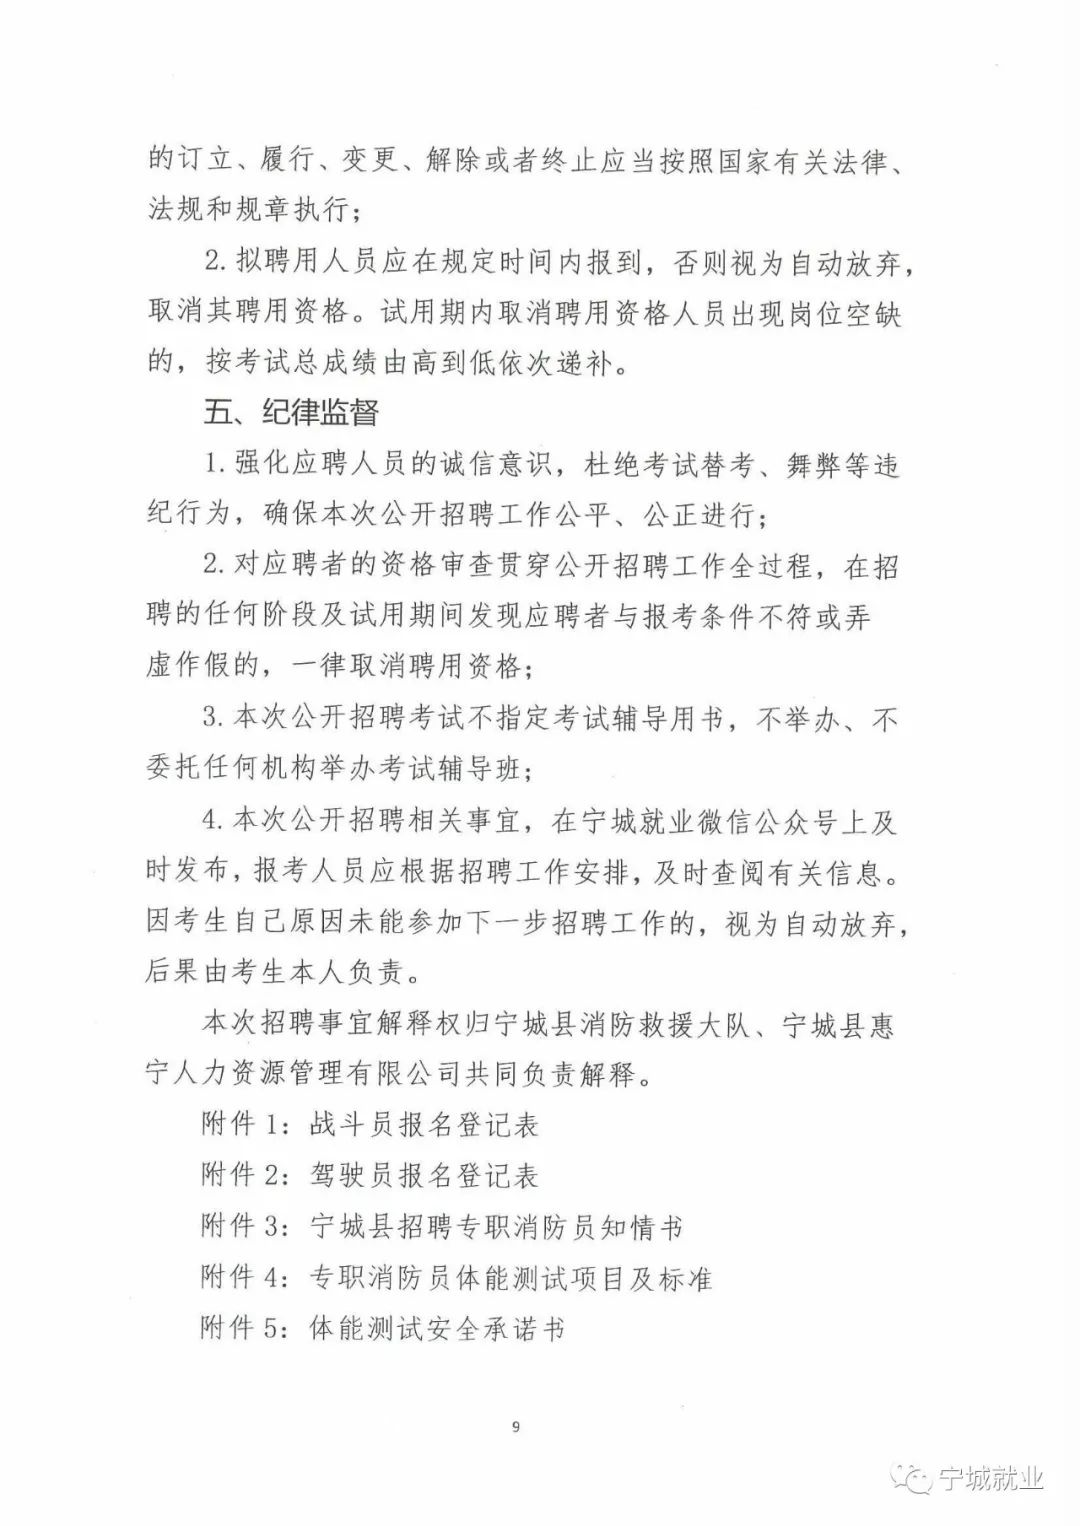 的订立、履行、变更、解除或者终止应当按照国家有关法律、
法规和规章执行；
2.拟聘用人员应在规定时间内报到，否则视为自动放弃，
取消其聘用资格。试用期内取消聘用资格人员出现岗位空缺
的，按考试总成绩由高到低依次递补。
五、纪律监督
1.强化应聘人员的诚信意识，杜绝考试替考、舞弊等违
纪行为，确保本次公开招聘工作公平、公正进行；
2.对应聘者的资格审查贯穿公开招聘工作全过程，在招
聘的任何阶段及试用期间发现应聘者与报考条件不符或弄
虚作假的，一律取消聘用资格；
3.本次公开招聘考试不指定考试辅导用书，不举办、不
委托任何机构举办考试辅导班；
4.本次公开招聘相关事宜，在宁城就业微信公众号上及
时发布，报考人员应根据招聘工作安排，及时查阅有关信息。
因考生自己原因未能参加下一步招聘工作的，视为自动放弃，
后果由考生本人负责。
本次招聘事宜解释权归宁城县消防救援大队、宁城县惠
宁人力资源管理有限公司共同负责解释。
附件 1：战斗员报名登记表
附件 2：驾驶员报名登记表
附件 3：宁城县招聘专职消防员知情书
附件 4：专职消防员体能测试项目及标准
附件 5：体能测试安全承诺书
9
宁城就业